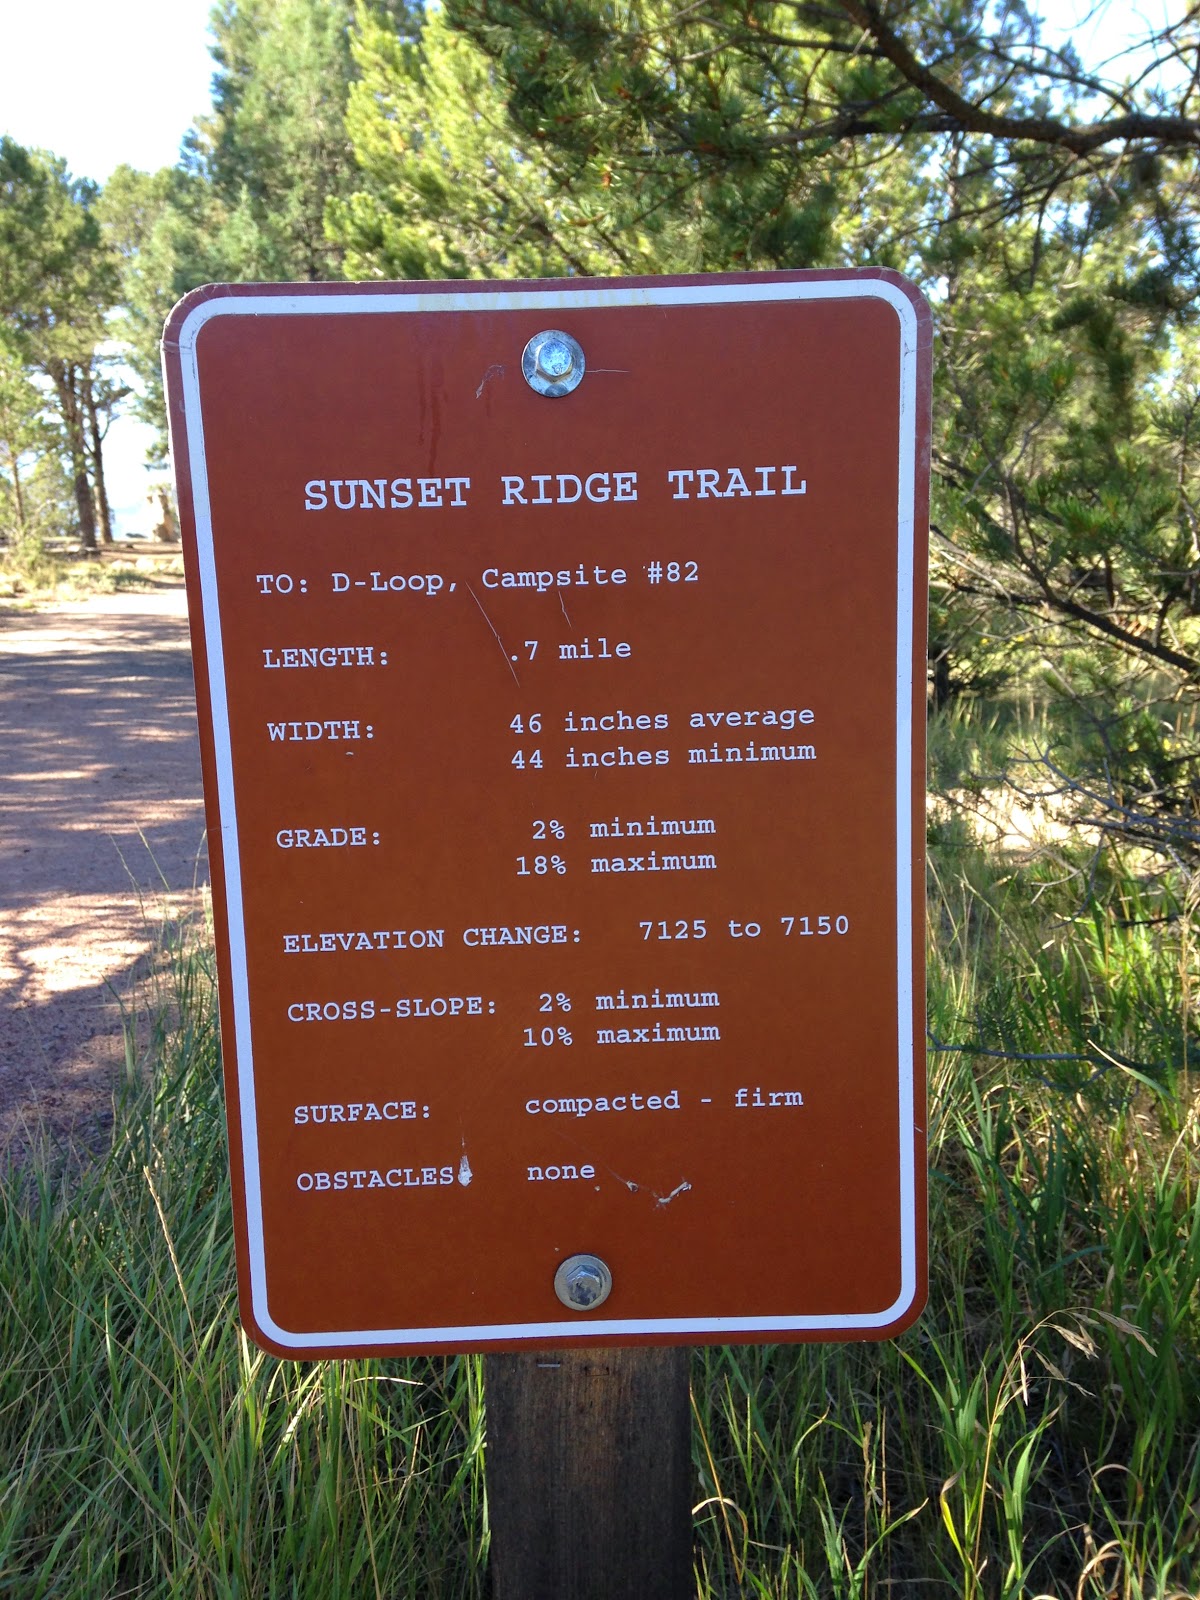 SUNSET RIDGE TRAIL
TO: D-Loop, Campsite #82
LENGTH: .7 mile
WIDTH: 46 inches average
44 inches minimum
GRADE: 2% minimum
18% maximum
ELEVATION CHANGE: 7125 to 7150
CROSS-SLOPE: 2% minimum
10% maximum
SURFACE: compacted - firm
OBSTACLES: none